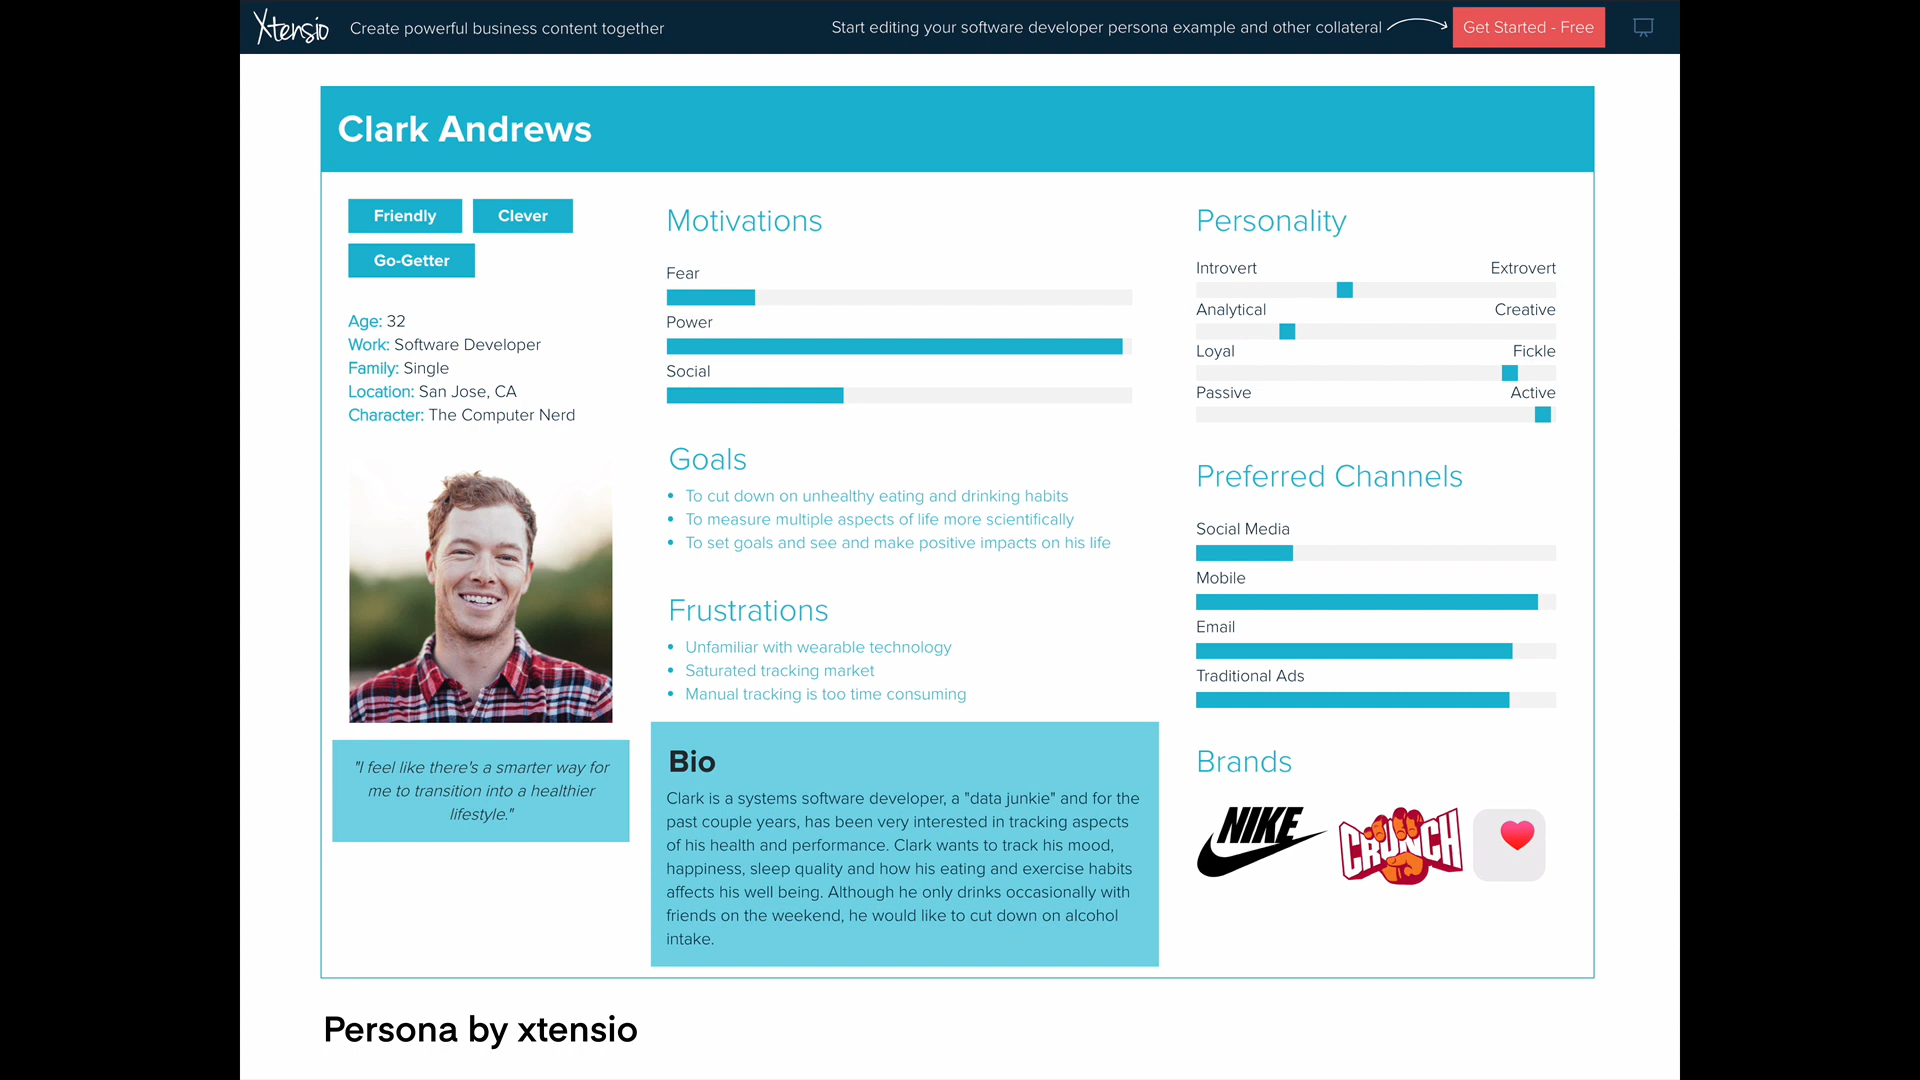 Xtensio
Create powerful business content together
Start editing your software developer persona example and other collateral
Get Started - Free
Clark Andrews
Friendly
Clever
Go-Getter
Age: 32
Work: Software Developer
Family: Single
Location: San Jose, CA
Character: The Computer Nerd
"I feel like there's a smarter way for
me to transition into a healthier
lifestyle."
Motivations
Fear
Power
Social
Goals
• To cut down on unhealthy eating and drinking habits
• To measure multiple aspects of life more scientifically
• To set goals and see and make positive impacts on his life
Frustrations
• Unfamiliar with wearable technology
• Saturated tracking market
• Manual tracking is too time consuming
Bio
Clark is a systems software developer, a "data junkie" and for the
past couple years, has been very interested in tracking aspects
of his health and performance. Clark wants to track his mood,
happiness, sleep quality and how his eating and exercise habits
affects his well being. Although he only drinks occasionally with
friends on the weekend, he would like to cut down on alcohol
intake.
Personality
Introvert Extrovert
Analytical Creative
Loyal Fickle
Passive Active
Preferred Channels
Social Media
Mobile
Email
Traditional Ads
Brands
NIKE
CRUNCH
Persona by xtensio